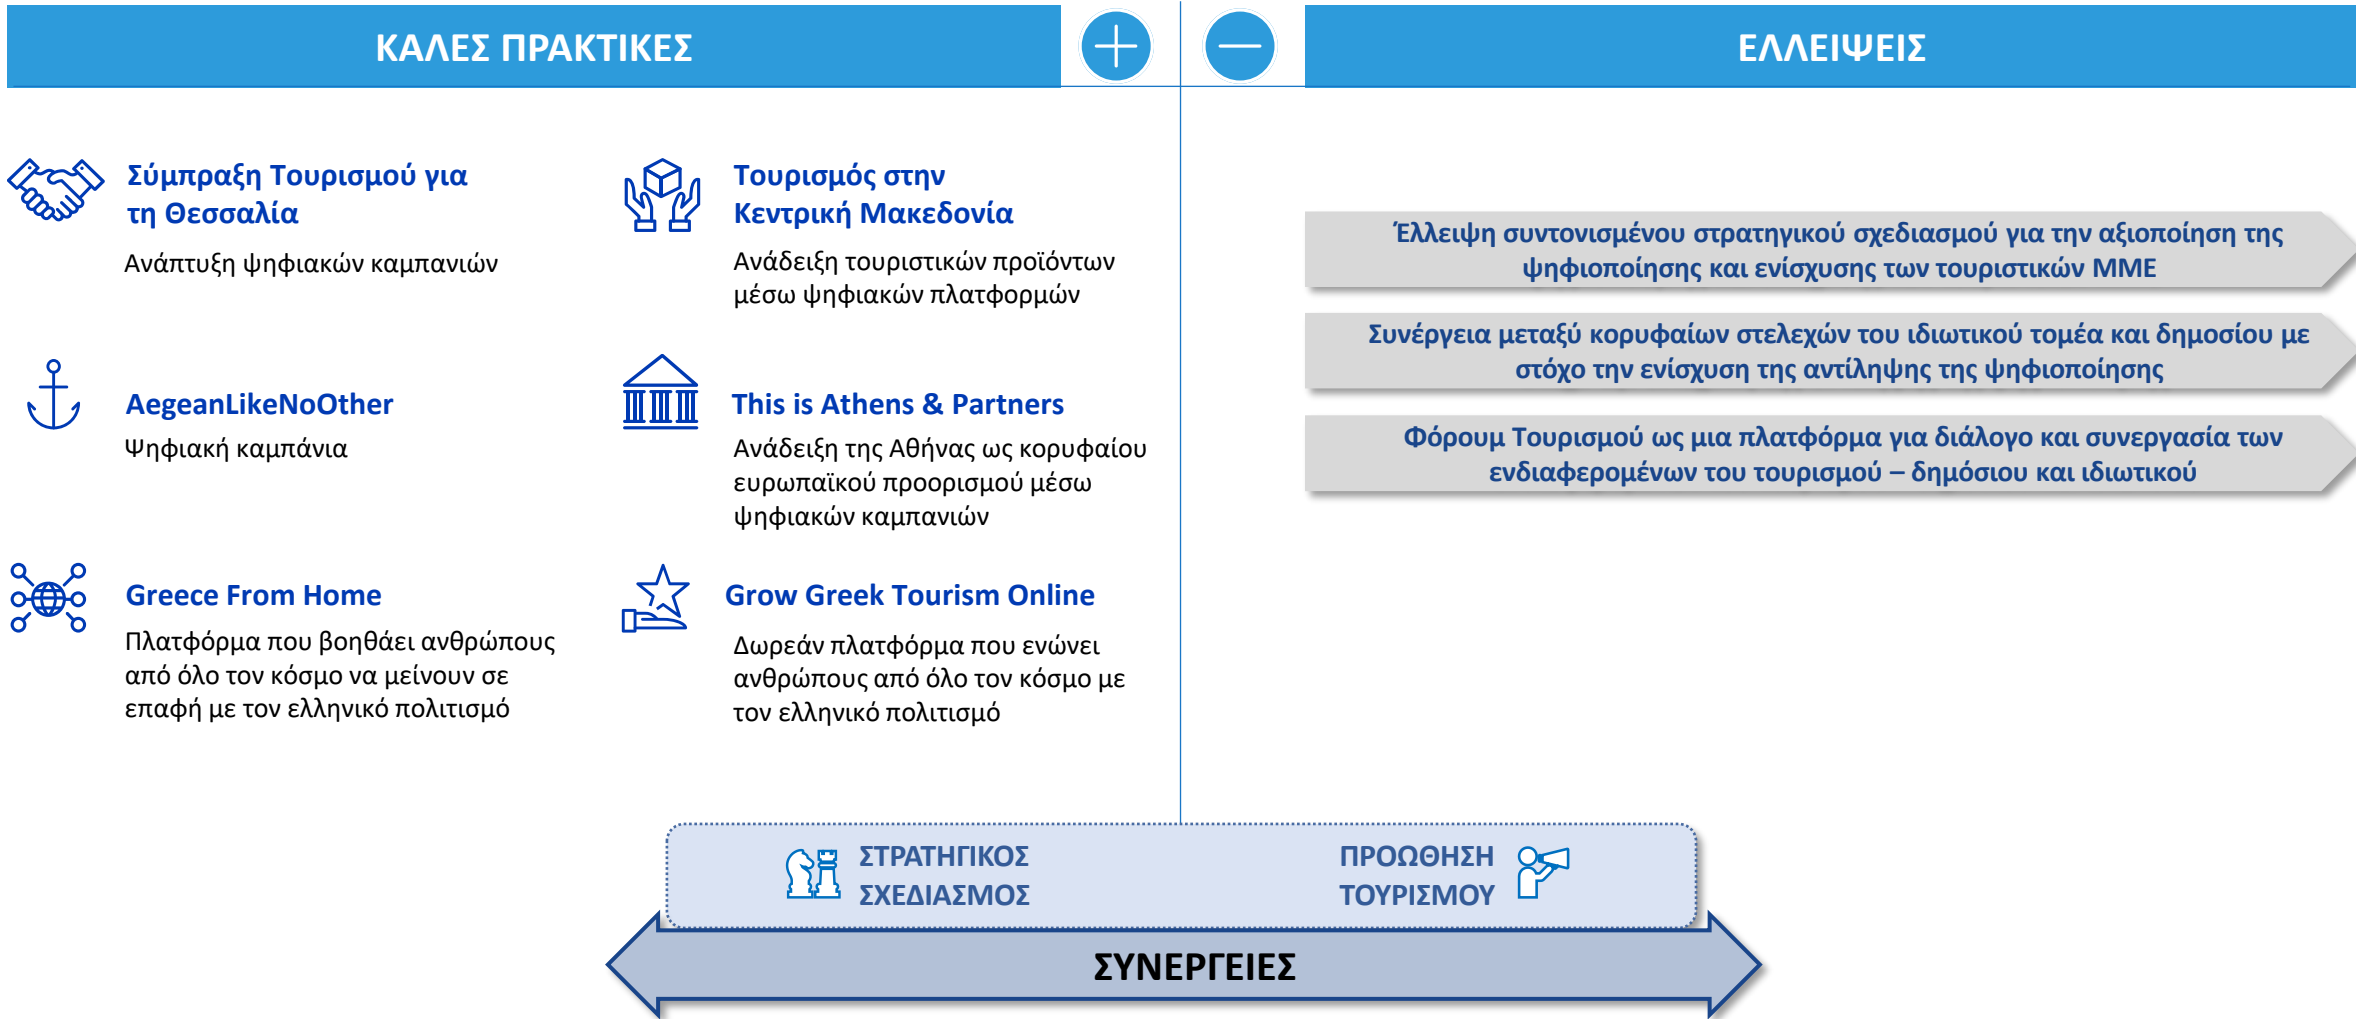 ΚΑΛΕΣ ΠΡΑΚΤΙΚΕΣ
Σύμπραξη Τουρισμού για
τη Θεσσαλία
Ανάπτυξη ψηφιακών καμπανιών
Τουρισμός στην
Κεντρική Μακεδονία
Ανάδειξη τουριστικών προϊόντων
μέσω ψηφιακών πλατφορμών
AegeanLikeNoOther
Ψηφιακή καμπάνια
This is Athens & Partners
Ανάδειξη της Αθήνας ως κορυφαίου
ευρωπαϊκού προορισμού μέσω
ψηφιακών καμπανιών
Greece From Home
Πλατφόρμα που βοηθάει ανθρώπους
από όλο τον κόσμο να μείνουν σε
επαφή με τον ελληνικό πολιτισμό
Grow Greek Tourism Online
Δωρεάν πλατφόρμα που ενώνει
ανθρώπους από όλο τον κόσμο με
τον ελληνικό πολιτισμό
ΕΛΛΕΙΨΕΙΣ
Έλλειψη συντονισμένου στρατηγικού σχεδιασμού για την αξιοποίηση της
ψηφιοποίησης και ενίσχυσης των τουριστικών ΜΜΕ
Συνέργεια μεταξύ κορυφαίων στελεχών του ιδιωτικού τομέα και δημοσίου με
στόχο την ενίσχυση της αντίληψης της ψηφιοποίησης
Φόρουμ Τουρισμού ως μια πλατφόρμα για διάλογο και συνεργασία των
ενδιαφερομένων του τουρισμού – δημόσιου και ιδιωτικού
ΣΤΡΑΤΗΓΙΚΟΣ
ΣΧΕΔΙΑΣΜΟΣ
ΠΡΟΩΘΗΣΗ
ΤΟΥΡΙΣΜΟΥ
ΣΥΝΕΡΓΕΙΕΣ